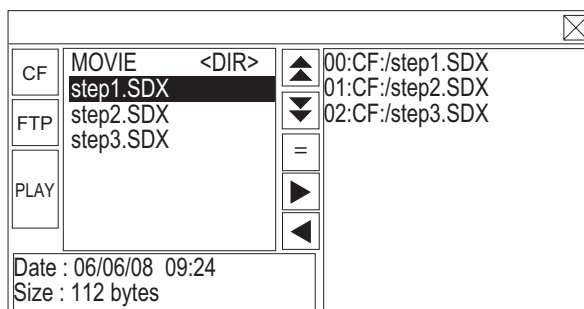 CF
FTP
PLAY
MOVIE <DIR>
step1.SDX
step2.SDX
step3.SDX
=
00:CF:/step1.SDX
01:CF:/step2.SDX
02:CF:/step3.SDX
Date : 06/06/08 09:24
Size : 112 bytes